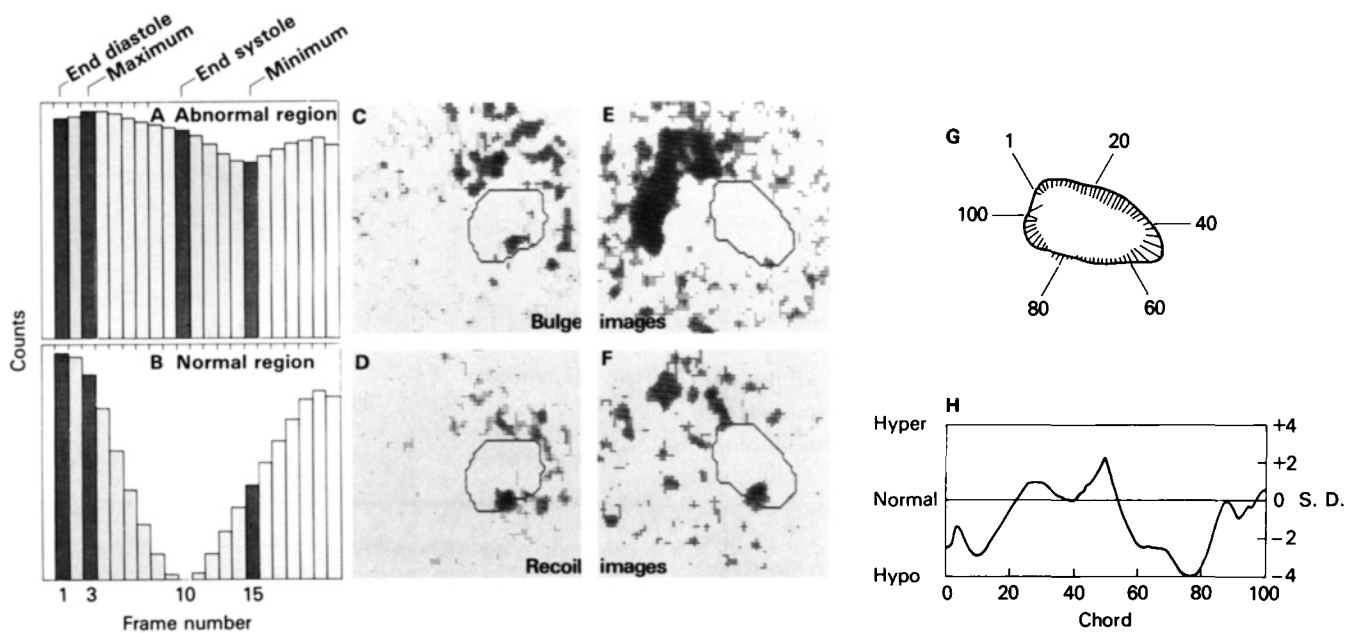 End diastole
Maximum
End systole
Minimum
A Abnormal region
B Normal region
Counts
1 3 10 15
Frame number
C
E
Bulge images
D
F
Recoil images
G
1
20
40
60
80
100
H
Hyper
Normal
Hypo
+4
+2
0 S. D.
-2
-4
0 20 40 60 80 100
Chord